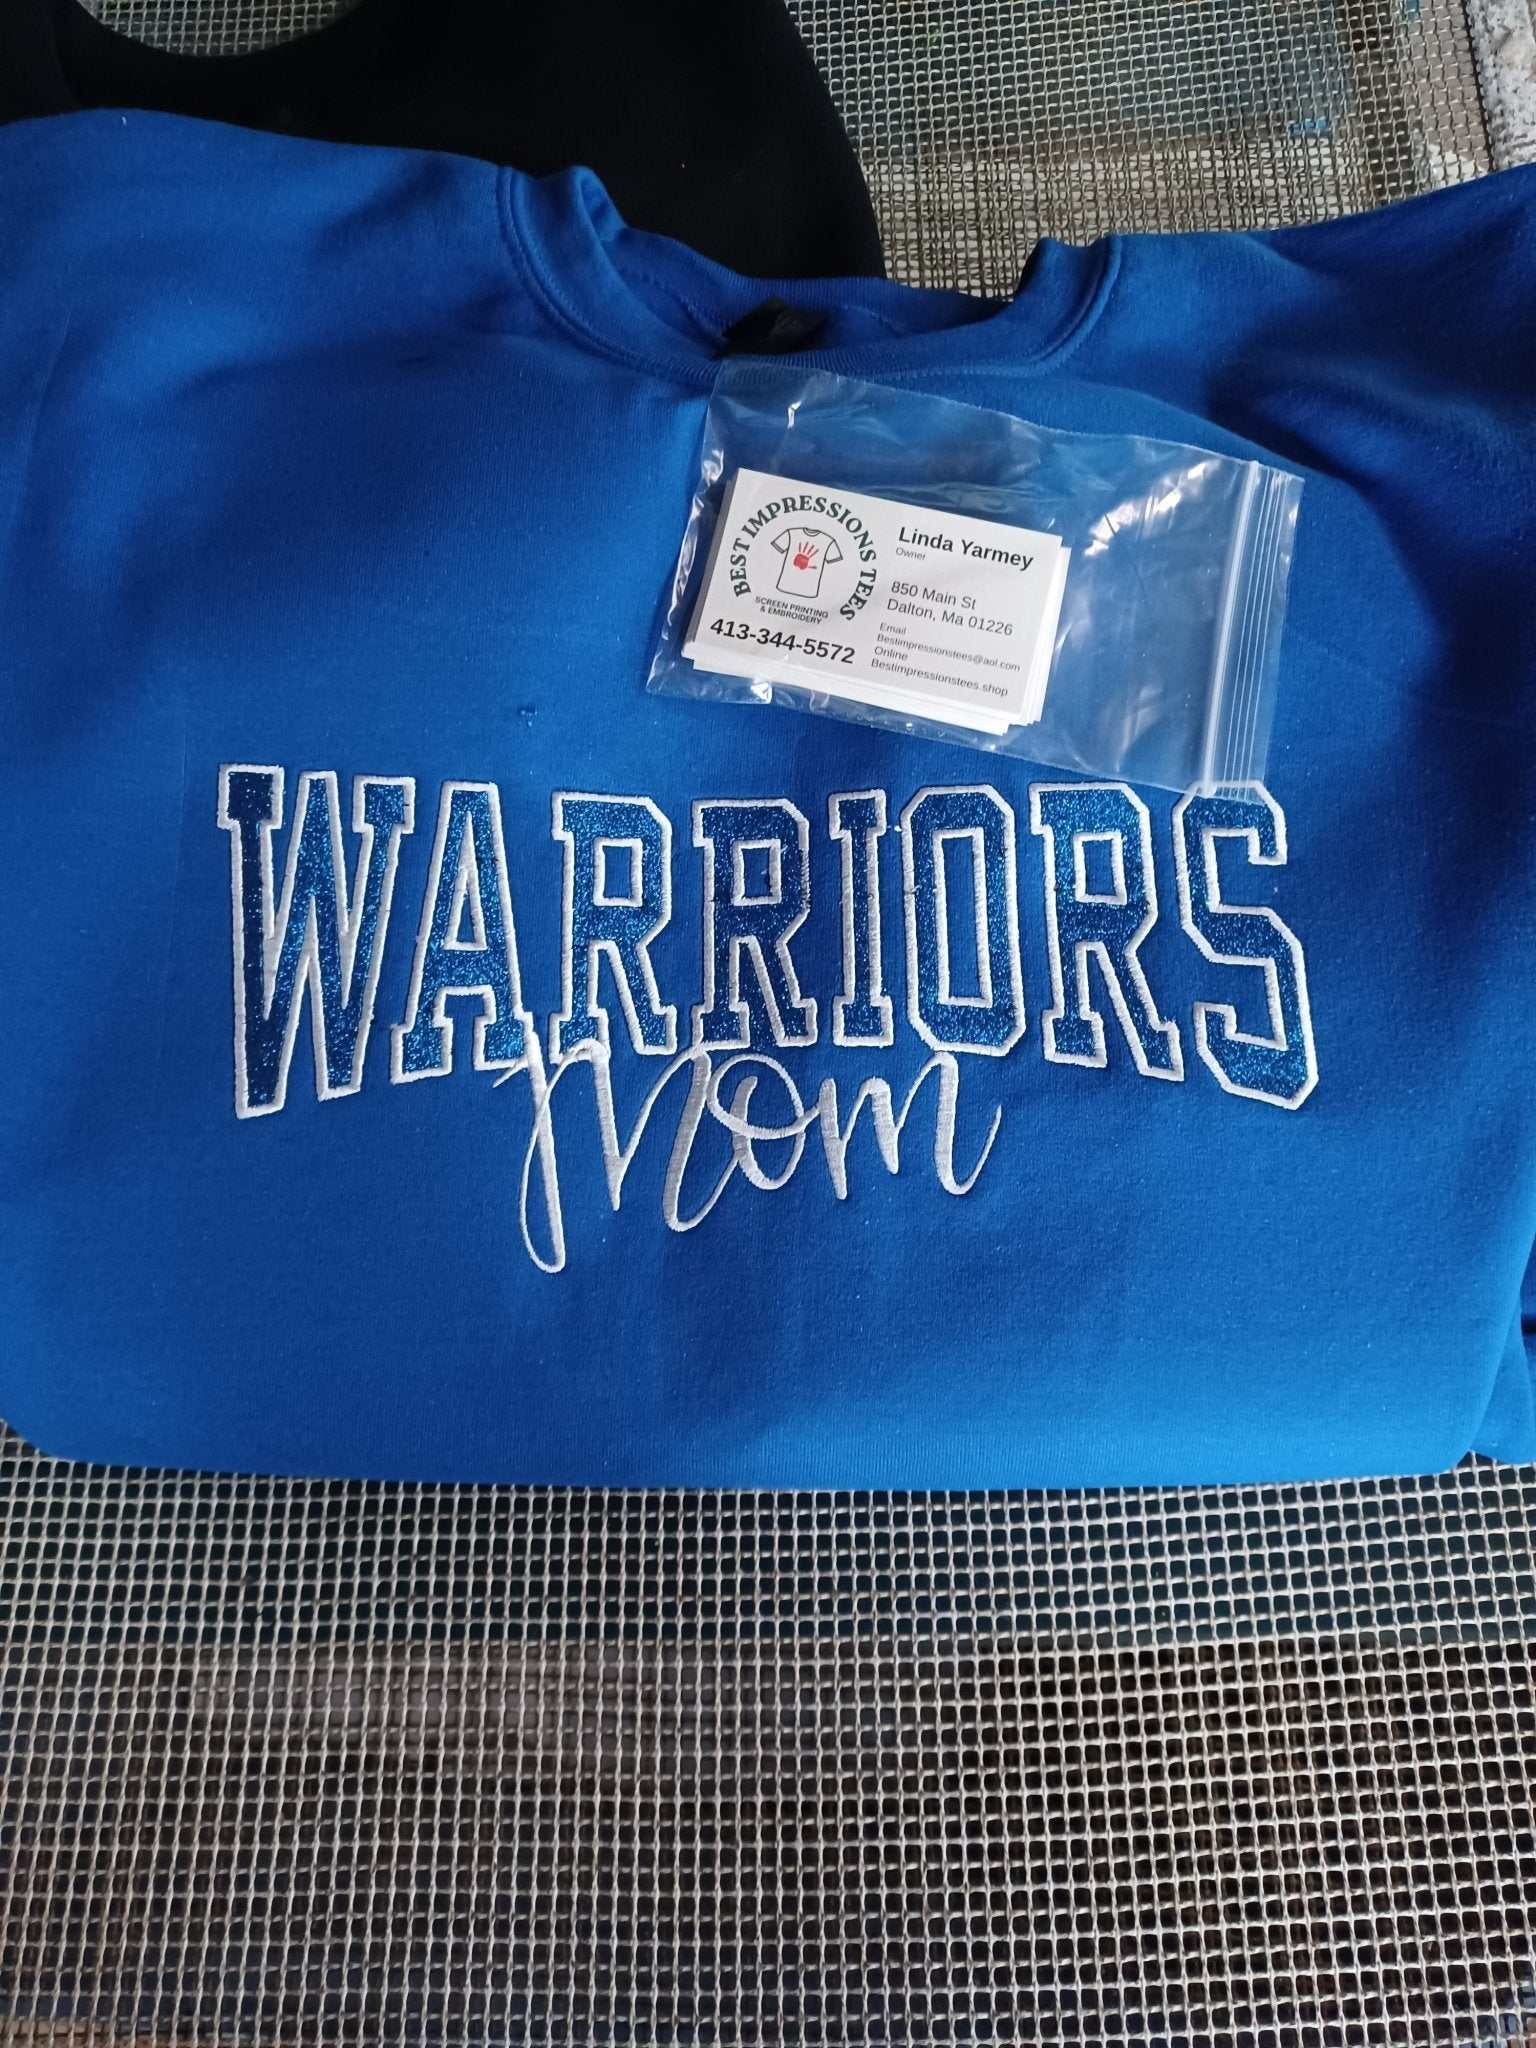 BEST IMPRESSIONS TEES
SCREEN PRINTING
& EMBROIDERY
413-344-5572
Linda Yarmey
Owner
850 Main St
Dalton, Ma 01226
Email
Bestimpressionstees@aol.com
Online
Bestimpressionstees.shop
WARRIORS
mom